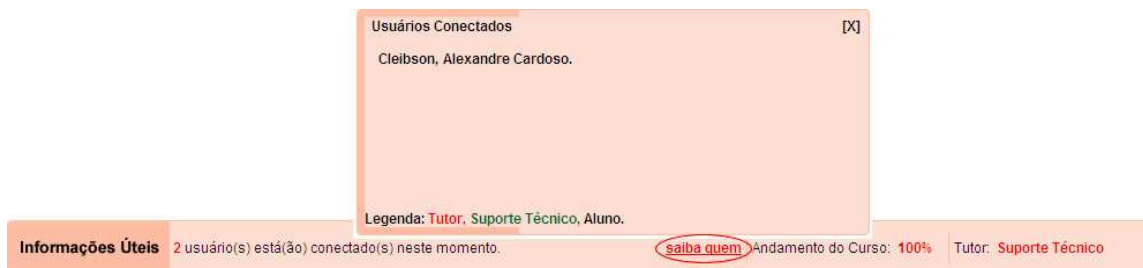 Usuários Conectados [X]
Cleibson, Alexandre Cardoso.
Legenda: Tutor, Suporte Técnico, Aluno.
Informações Úteis 2 usuário(s) está(ão) conectado(s) neste momento. saiba quem Andamento do Curso: 100% Tutor: Suporte Técnico